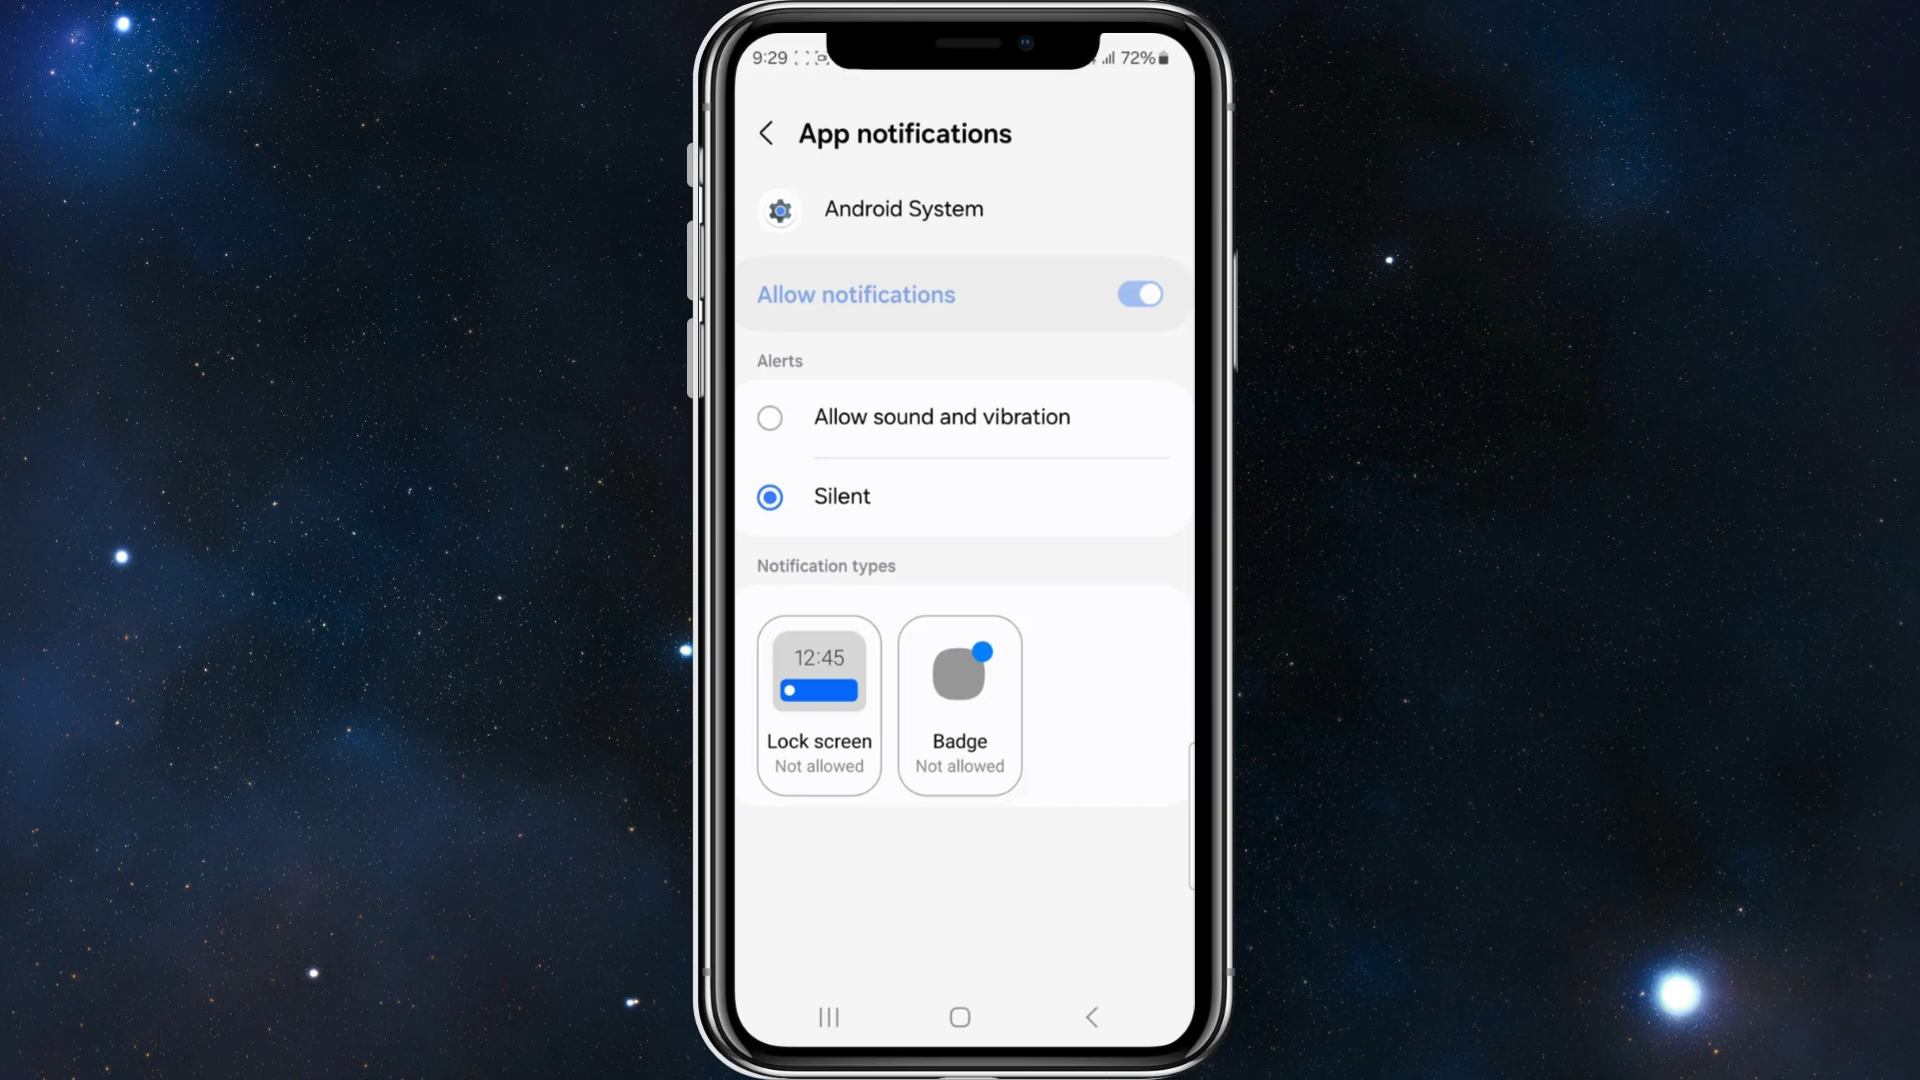 9:29 72%
App notifications
Android System
Allow notifications
Alerts
Allow sound and vibration
Silent
Notification types
12:45
Lock screen
Not allowed
Badge
Not allowed